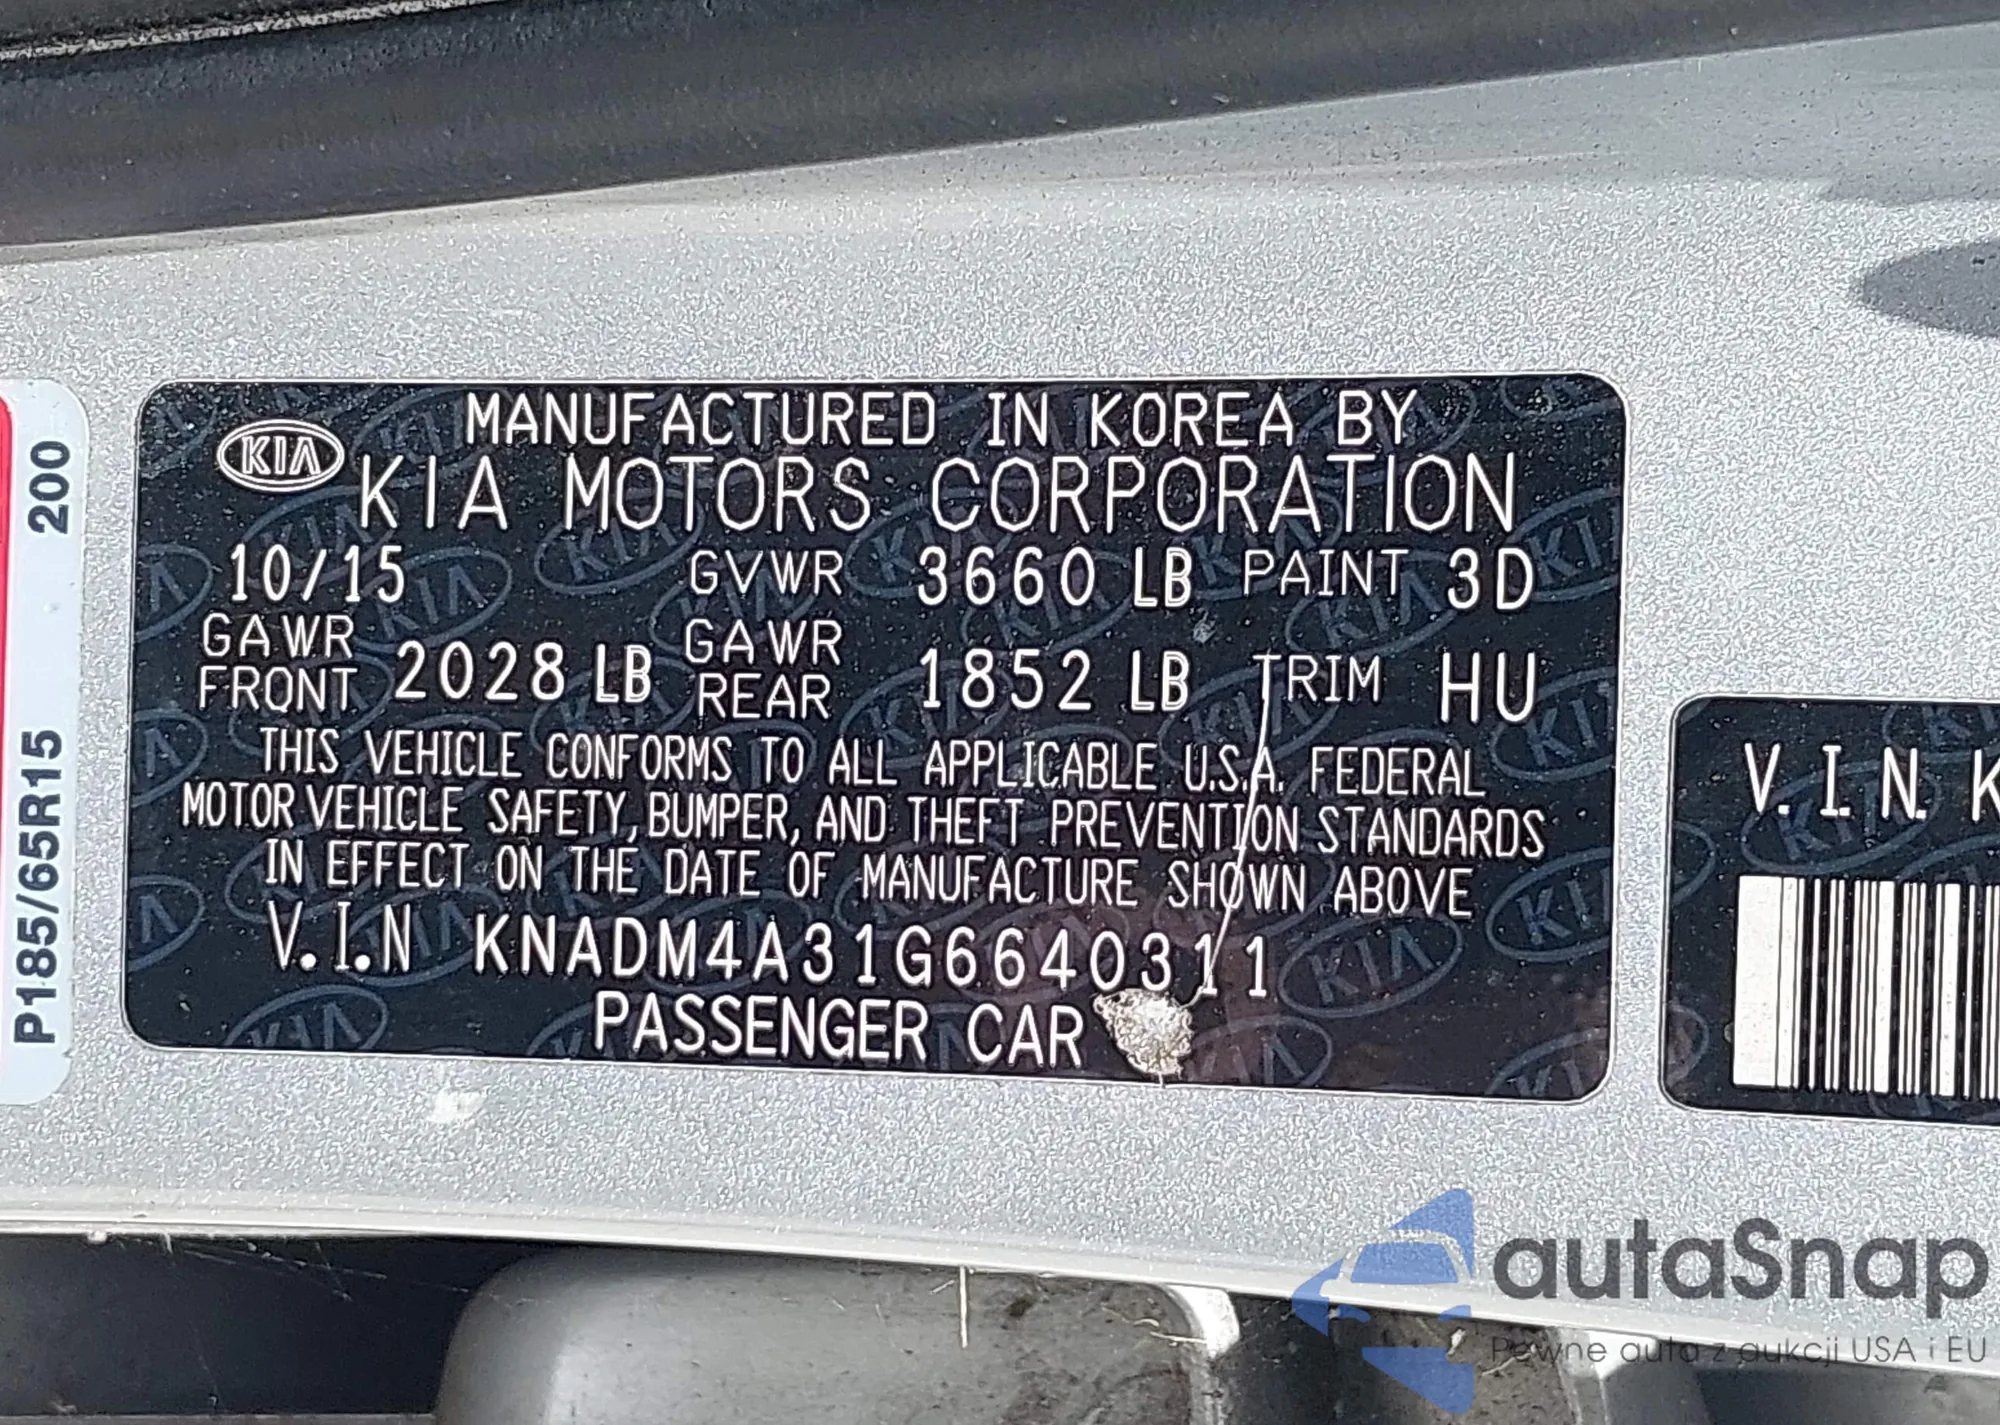 MANUFACTURED IN KOREA BY
KIA KIA MOTORS CORPORATION
10/15 GVWR 3660 LB PAINT 3D
GAWR FRONT 2028 LB GAWR REAR 1852 LB TRIM HU
THIS VEHICLE CONFORMS TO ALL APPLICABLE U.S.A. FEDERAL
MOTOR VEHICLE SAFETY, BUMPER, AND THEFT PREVENTION STANDARDS
IN EFFECT ON THE DATE OF MANUFACTURE SHOWN ABOVE
V.I.N KNADM4A31G6640311
PASSENGER CAR
P185/65R15 200
V.I.N. K
autaSnap
Pewne auta z aukcji USA i EU